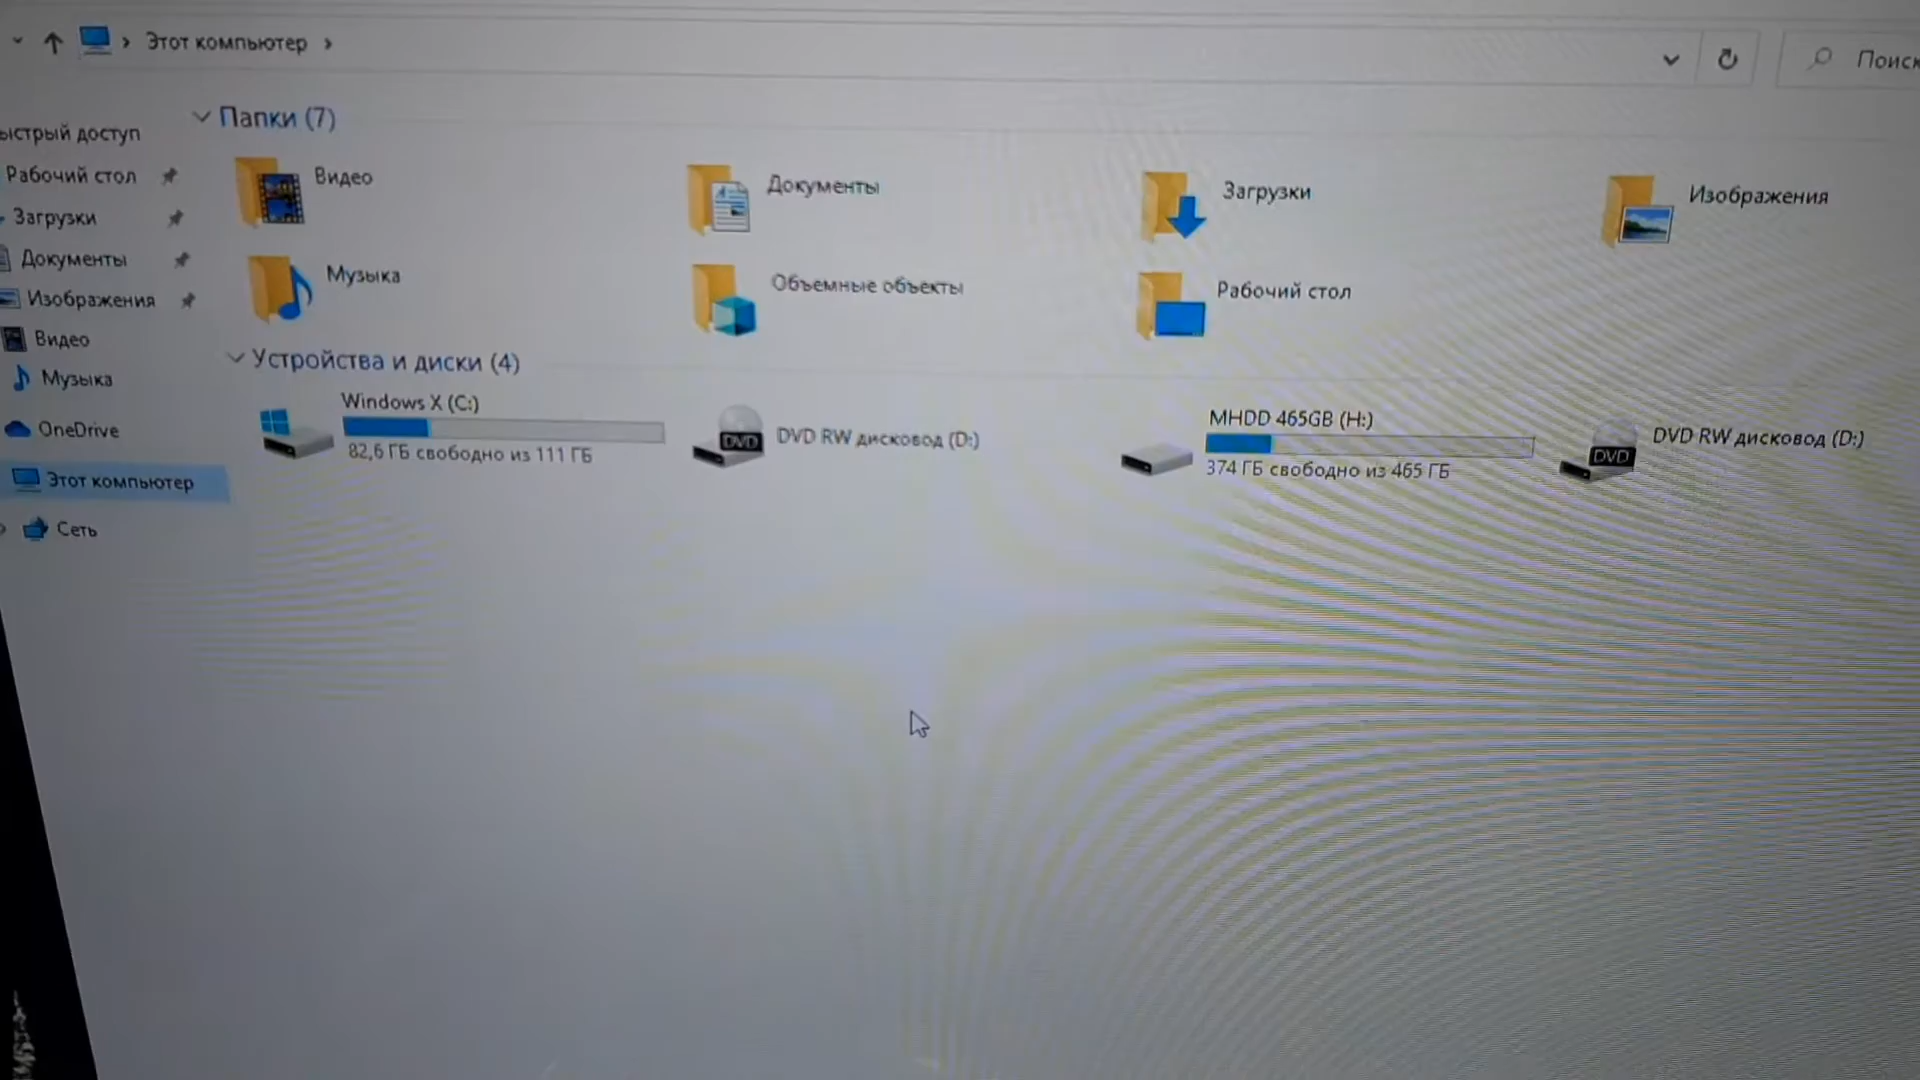 Этот компьютер
Поиск
Быстрый доступ
Рабочий стол
Загрузки
Документы
Изображения
Видео
Музыка
OneDrive
Этот компьютер
Сеть
Папки (7)
Видео
Документы
Загрузки
Изображения
Музыка
Объемные объекты
Рабочий стол
Устройства и диски (4)
Windows X (C:)
82,6 ГБ свободно из 111 ГБ
DVD
DVD RW дисковод (D:)
MHDD 465GB (H:)
374 ГБ свободно из 465 ГБ
DVD
DVD RW дисковод (D:)